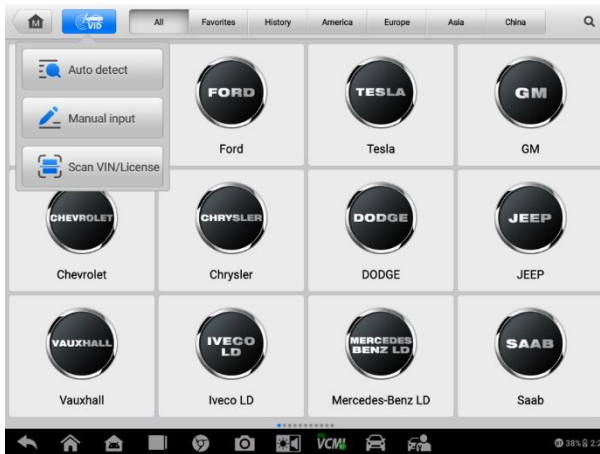 M
VID
All
Favorites
History
America
Europe
Asia
China
Auto detect
Manual input
Scan VIN/License
FORD
TESLA
GM
Ford
Tesla
GM
CHEVROLET
CHRYSLER
DODGE
JEEP
Chevrolet
Chrysler
DODGE
JEEP
VAUXHALL
IVECO
LD
MERCEDES
BENZ LD
SAAB
Vauxhall
Iveco LD
Mercedes-Benz LD
Saab
VCMI
38%